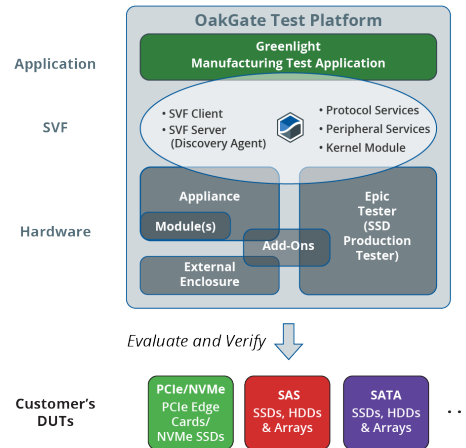 OakGate Test Platform
Application
Greenlight
Manufacturing Test Application
SVF
• SVF Client
• SVF Server
(Discovery Agent)
• Protocol Services
• Peripheral Services
• Kernel Module
Hardware
Appliance
Module(s)
Add-Ons
External
Enclosure
Epic
Tester
(SSD
Production
Tester)
Evaluate and Verify
Customer’s
DUTs
PCIe/NVMe
PCIe Edge
Cards/
NVMe SSDs
SAS
SSDs, HDDs
& Arrays
SATA
SSDs, HDDs
& Arrays
. .